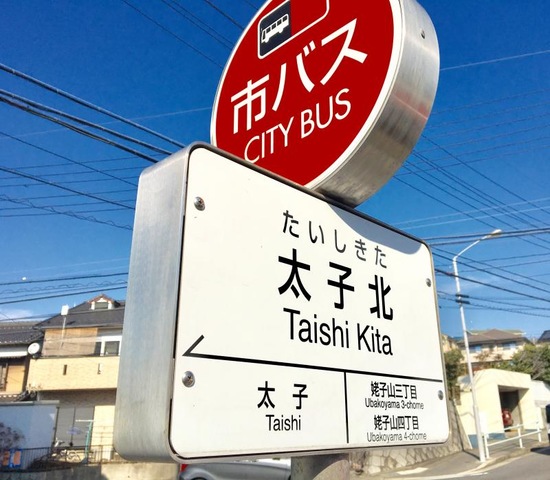 市バス
CITY BUS
たいしきた
太子北
Taishi Kita
太子
Taishi
姥子山三丁目
Ubakoyama 3-chome
姥子山四丁目
Ubakoyama 4-chome